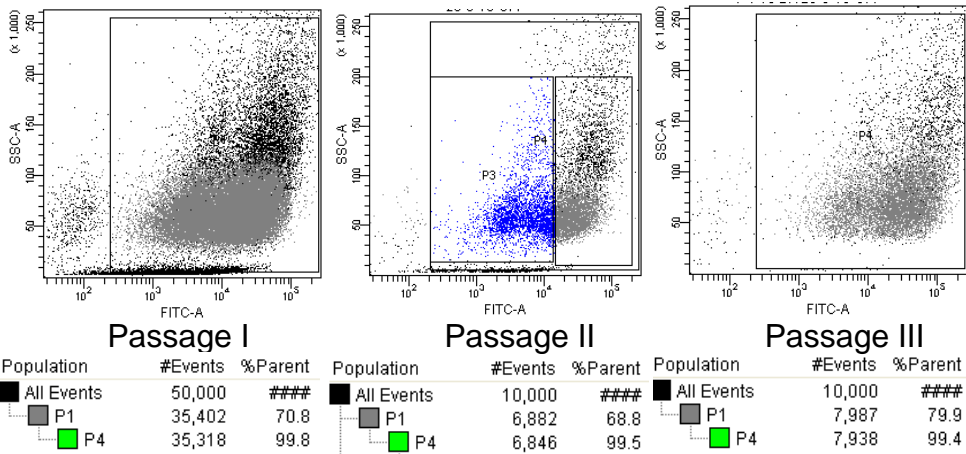 (x 1,000)
250
200
150
100
50
SSC-A
10² 10³ 10⁴ 10⁵
FITC-A
Passage I
(x 1,000)
250
200
150
100
50
SSC-A
P3
P4
10² 10³ 10⁴ 10⁵
FITC-A
Passage II
(x 1,000)
250
200
150
100
50
SSC-A
P4
10² 10³ 10⁴ 10⁵
FITC-A
Passage III
Population #Events %Parent
All Events 50,000 ####
P1 35,402 70.8
P4 35,318 99.8
Population #Events %Parent
All Events 10,000 ####
P1 6,882 68.8
P4 6,846 99.5
Population #Events %Parent
All Events 10,000 ####
P1 7,987 79.9
P4 7,938 99.4